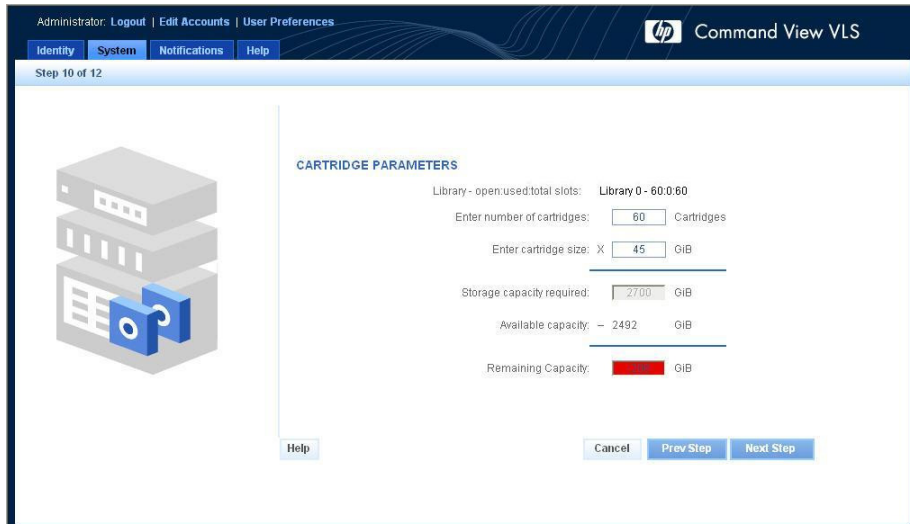 Administrator: Logout | Edit Accounts | User Preferences
hp Command View VLS
Identity System Notifications Help
Step 10 of 12
CARTRIDGE PARAMETERS
Library - open:used:total slots: Library 0 - 60:0:60
Enter number of cartridges: 60 Cartridges
Enter cartridge size: X 45 GiB
Storage capacity required: 2700 GiB
Available capacity: – 2492 GiB
Remaining Capacity: GiB
Help Cancel Prev Step Next Step